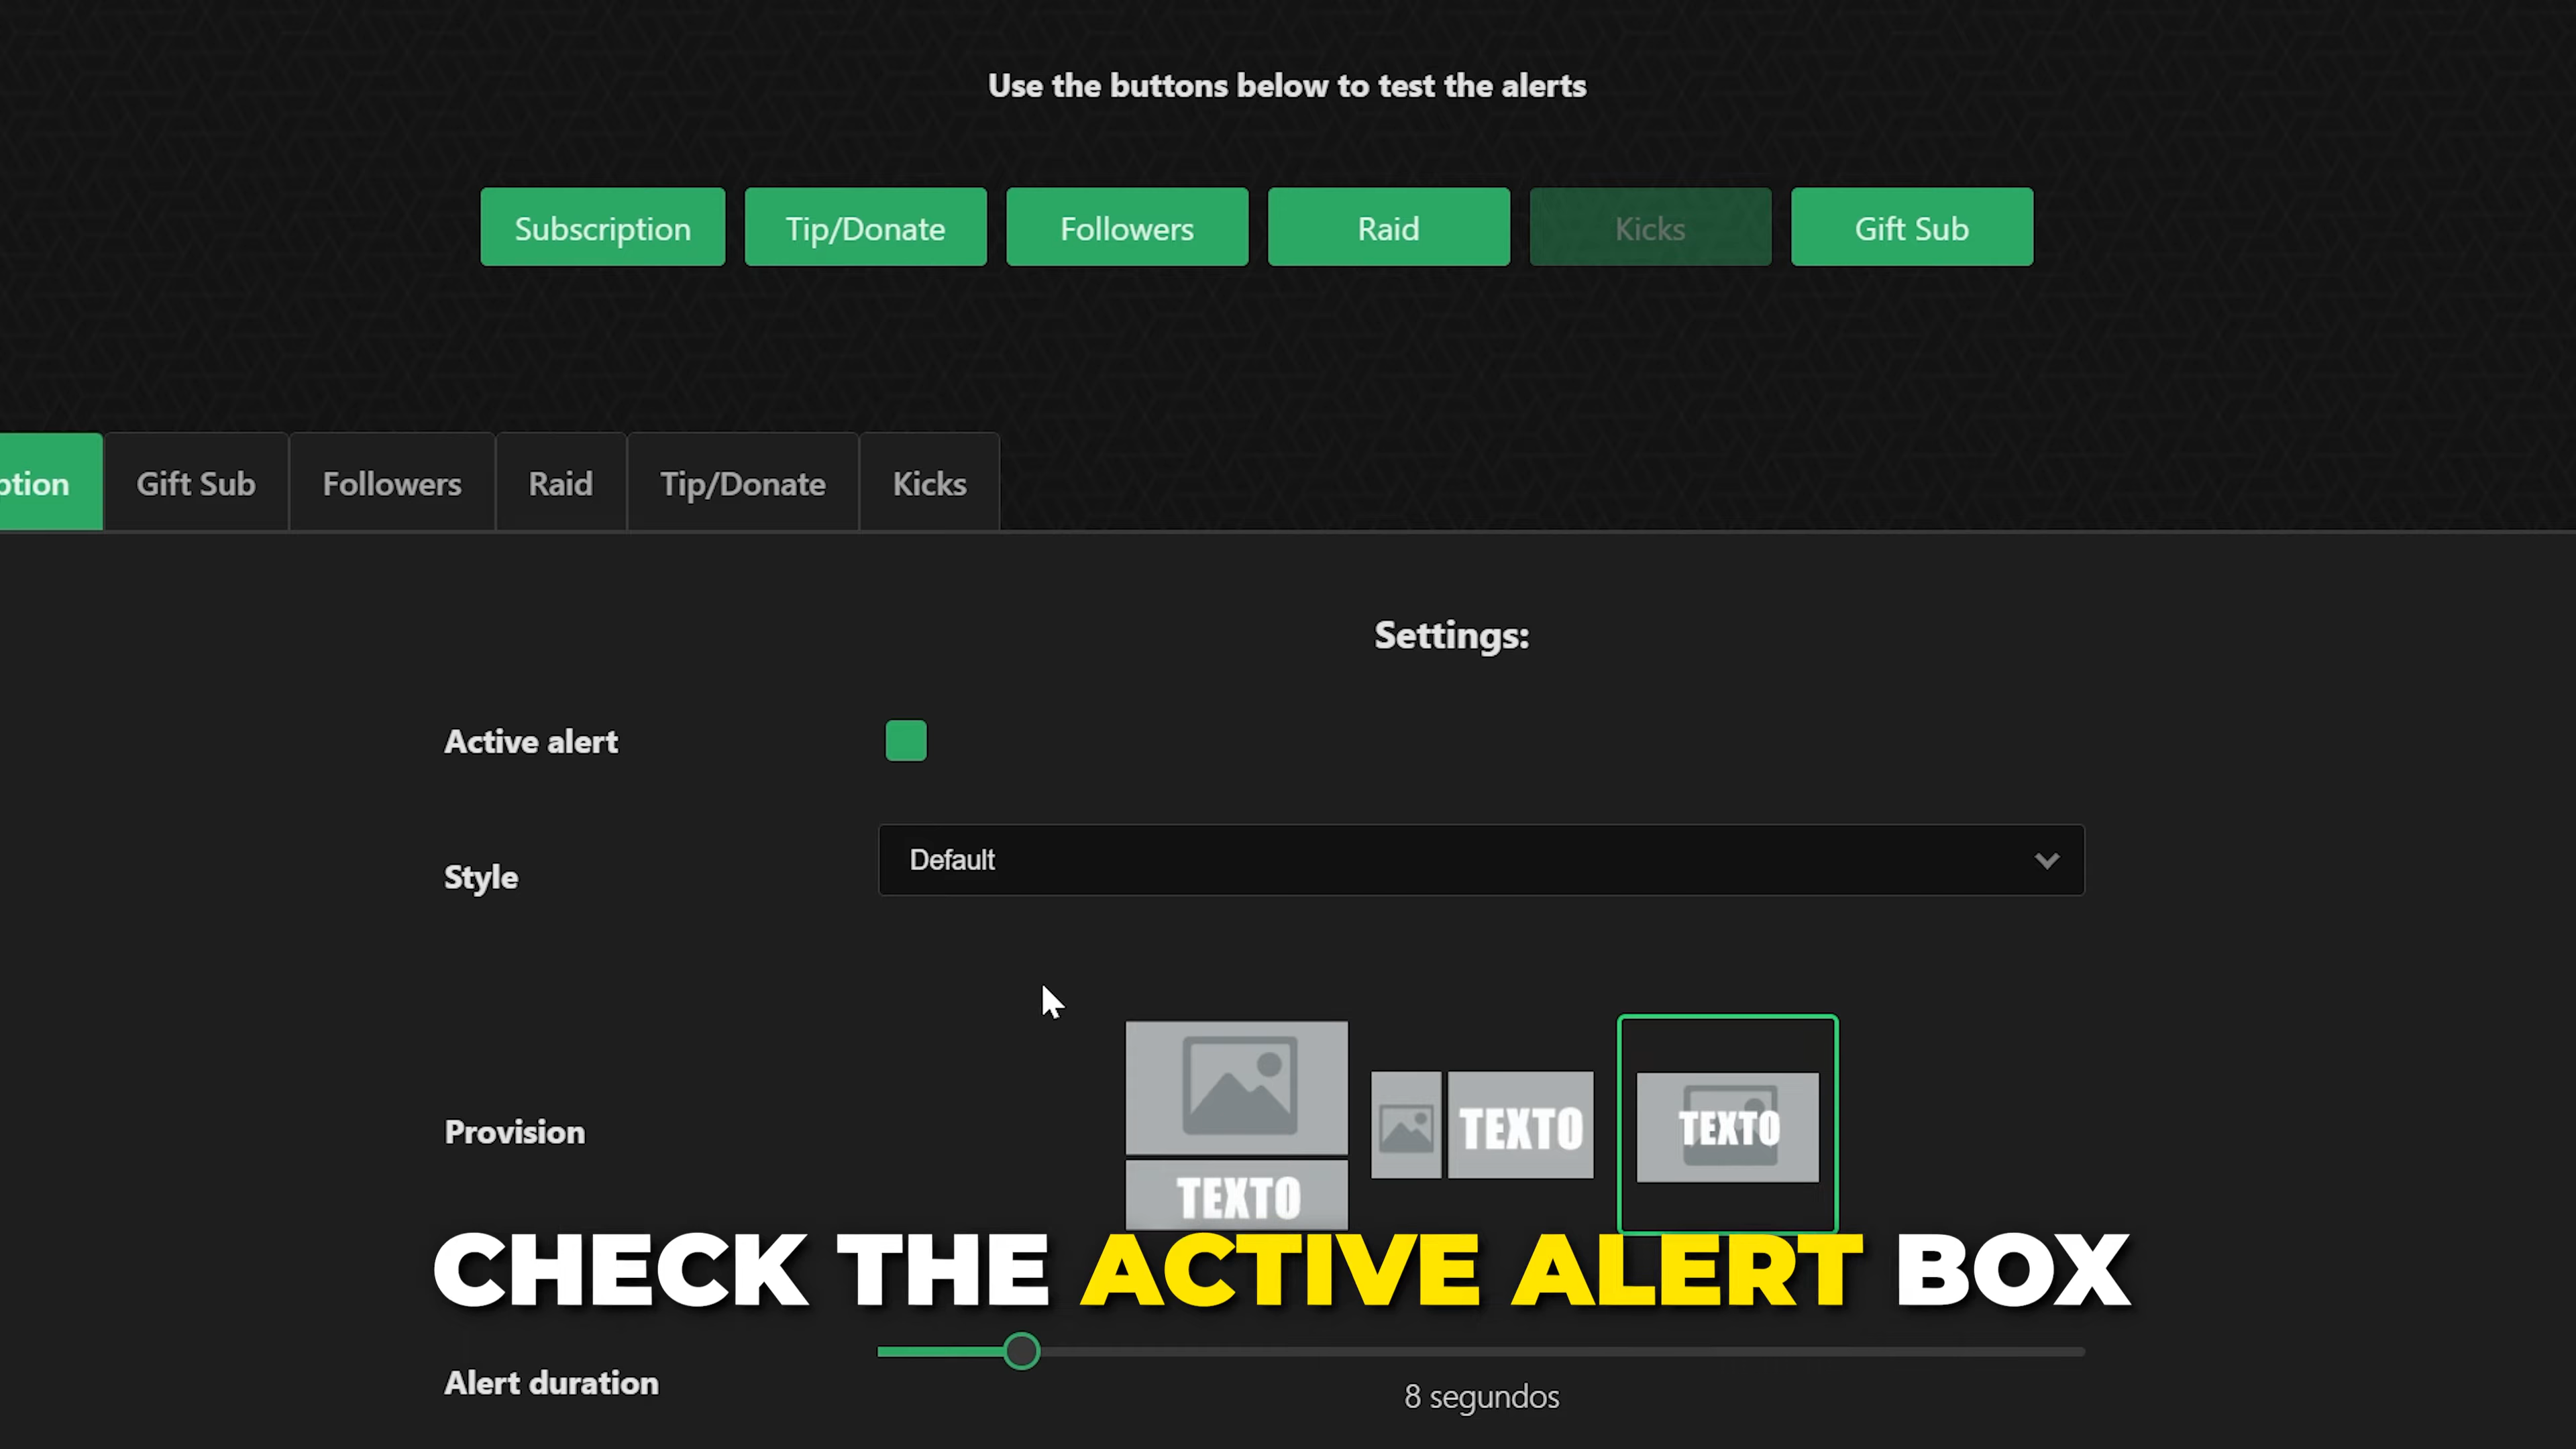 Use the buttons below to test the alerts
Subscription Tip/Donate Followers Raid Kicks Gift Sub
ption Gift Sub Followers Raid Tip/Donate Kicks
Settings:
Active alert
Style Default
Provision TEXTO TEXTO
TEXTO
CHECK THE ACTIVE ALERT BOX
Alert duration 8 segundos